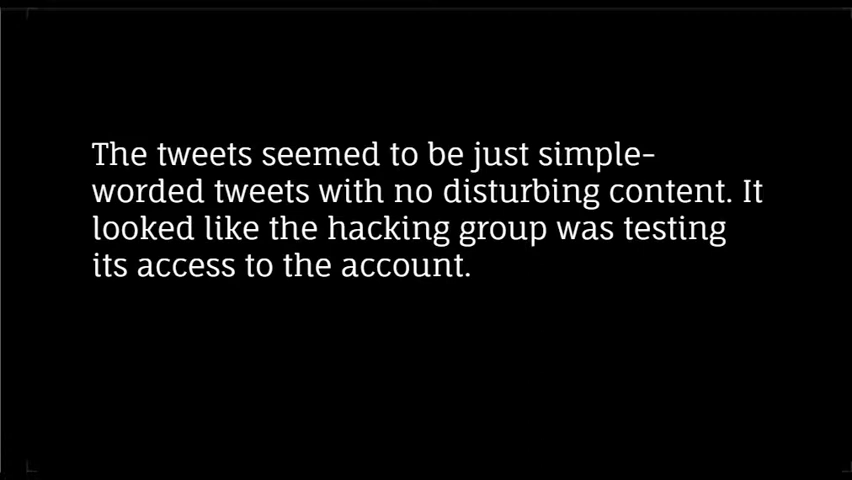 The tweets seemed to be just simple-
worded tweets with no disturbing content. It
looked like the hacking group was testing
its access to the account.